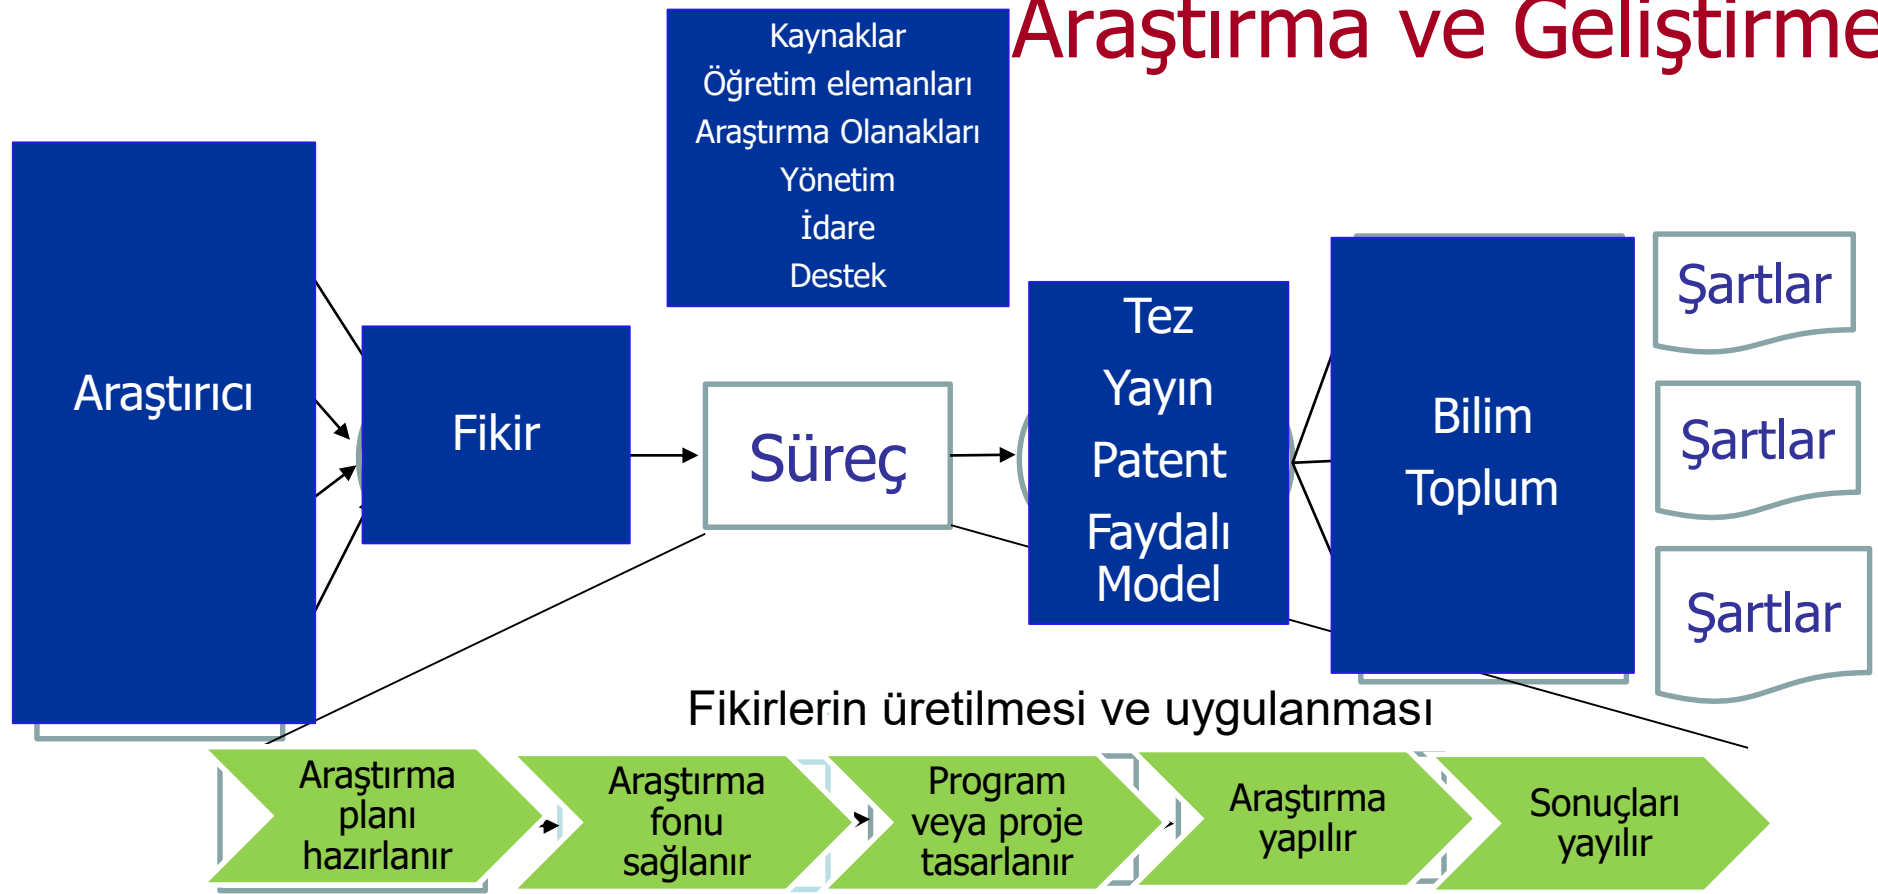 Araştırma ve Geliştirme
Kaynaklar
Öğretim elemanları
Araştırma Olanakları
Yönetim
İdare
Destek
Araştırıcı
Fikir
Süreç
Tez
Yayın
Patent
Faydalı
Model
Bilim
Toplum
Şartlar
Şartlar
Şartlar
Fikirlerin üretilmesi ve uygulanması
Araştırma
planı
hazırlanır
Araştırma
fonu
sağlanır
Program
veya proje
tasarlanır
Araştırma
yapılır
Sonuçları
yayılır